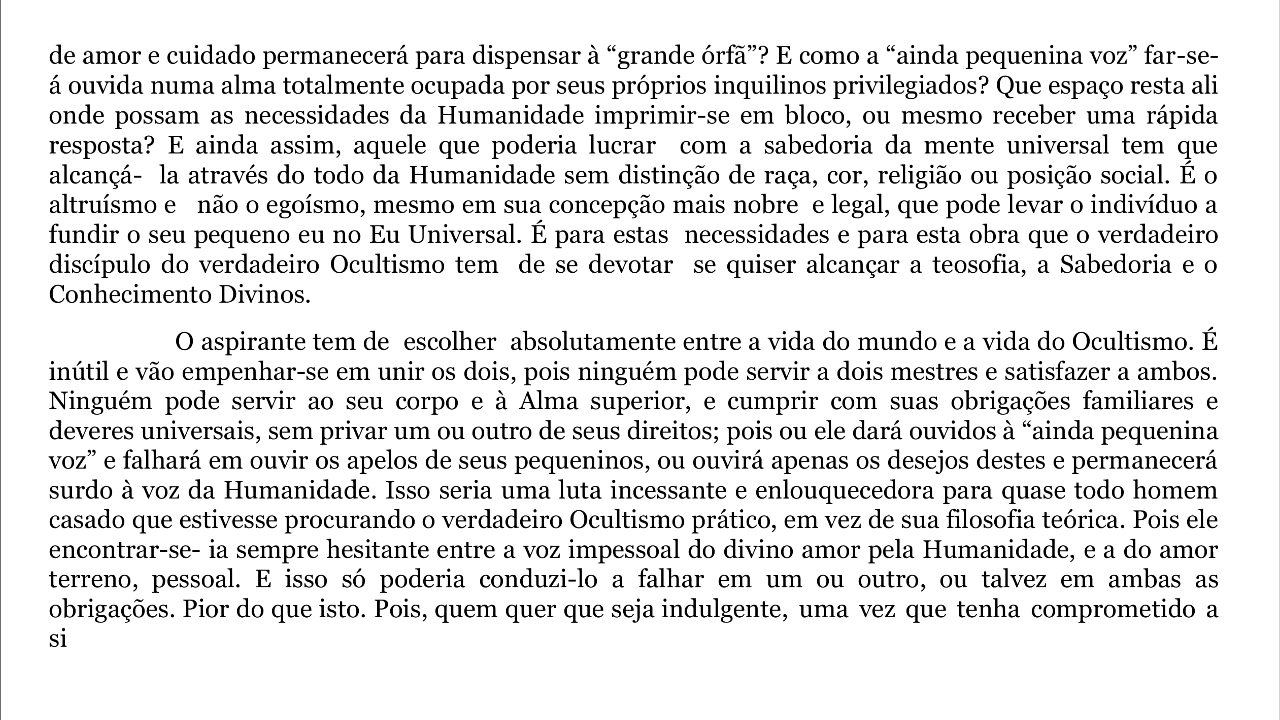 de amor e cuidado permanecerá para dispensar à “grande órfã”? E como a “ainda pequenina voz” far-se-
á ouvida numa alma totalmente ocupada por seus próprios inquilinos privilegiados? Que espaço resta ali
onde possam as necessidades da Humanidade imprimir-se em bloco, ou mesmo receber uma rápida
resposta? E ainda assim, aquele que poderia lucrar com a sabedoria da mente universal tem que
alcançá- la através do todo da Humanidade sem distinção de raça, cor, religião ou posição social. É o
altruísmo e não o egoísmo, mesmo em sua concepção mais nobre e legal, que pode levar o indivíduo a
fundir o seu pequeno eu no Eu Universal. É para estas necessidades e para esta obra que o verdadeiro
discípulo do verdadeiro Ocultismo tem de se devotar se quiser alcançar a teosofia, a Sabedoria e o
Conhecimento Divinos.
O aspirante tem de escolher absolutamente entre a vida do mundo e a vida do Ocultismo. É
inútil e vão empenhar-se em unir os dois, pois ninguém pode servir a dois mestres e satisfazer a ambos.
Ninguém pode servir ao seu corpo e à Alma superior, e cumprir com suas obrigações familiares e
deveres universais, sem privar um ou outro de seus direitos; pois ou ele dará ouvidos à “ainda pequenina
voz” e falhará em ouvir os apelos de seus pequeninos, ou ouvirá apenas os desejos destes e permanecerá
surdo à voz da Humanidade. Isso seria uma luta incessante e enlouquecedora para quase todo homem
casado que estivesse procurando o verdadeiro Ocultismo prático, em vez de sua filosofia teórica. Pois ele
encontrar-se- ia sempre hesitante entre a voz impessoal do divino amor pela Humanidade, e a do amor
terreno, pessoal. E isso só poderia conduzi-lo a falhar em um ou outro, ou talvez em ambas as
obrigações. Pior do que isto. Pois, quem quer que seja indulgente, uma vez que tenha comprometido a
si